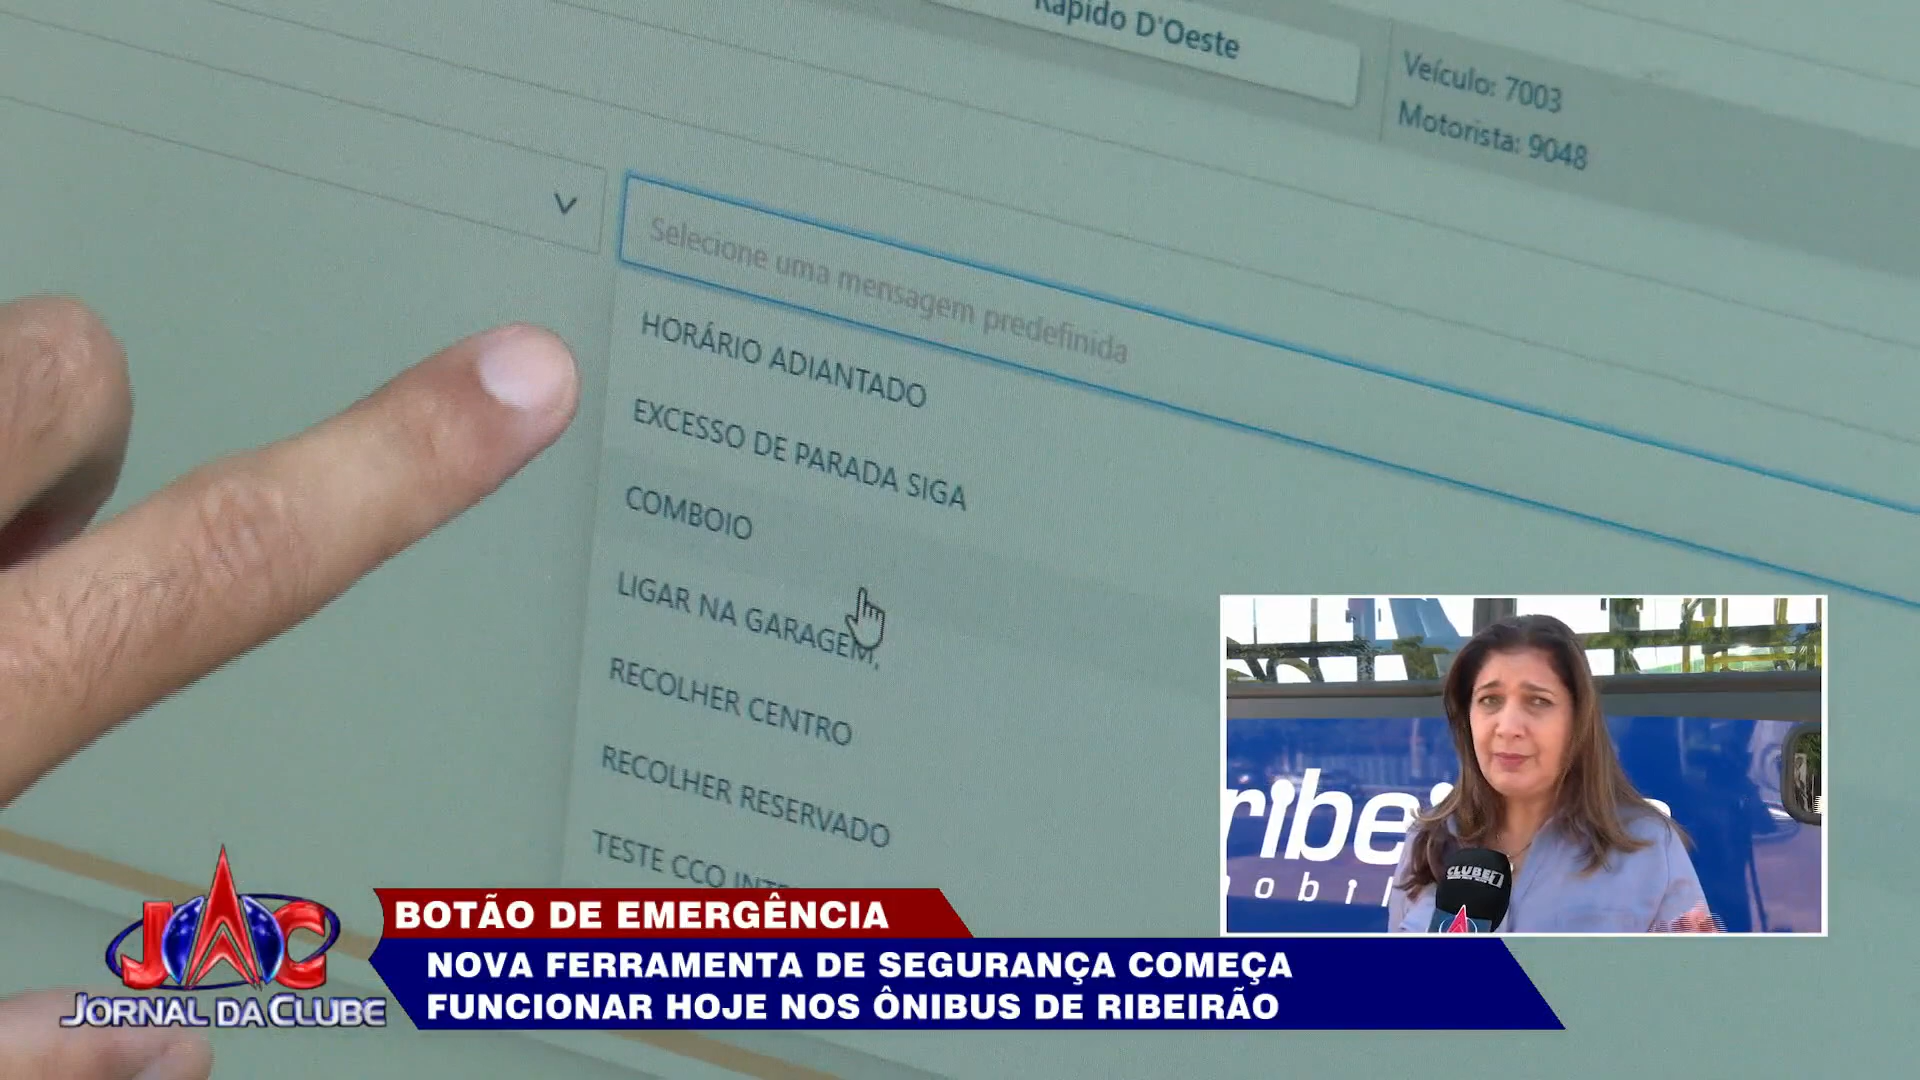 Rápido D'Oeste
Veículo: 7003
Motorista: 9048
Selecione uma mensagem predefinida
HORÁRIO ADIANTADO
EXCESSO DE PARADA SIGA
COMBOIO
LIGAR NA GARAGEM,
RECOLHER CENTRO
RECOLHER RESERVADO
TESTE CCO
CLUBE
JAC
JORNAL DA CLUBE
BOTÃO DE EMERGÊNCIA
NOVA FERRAMENTA DE SEGURANÇA COMEÇA
FUNCIONAR HOJE NOS ÔNIBUS DE RIBEIRÃO